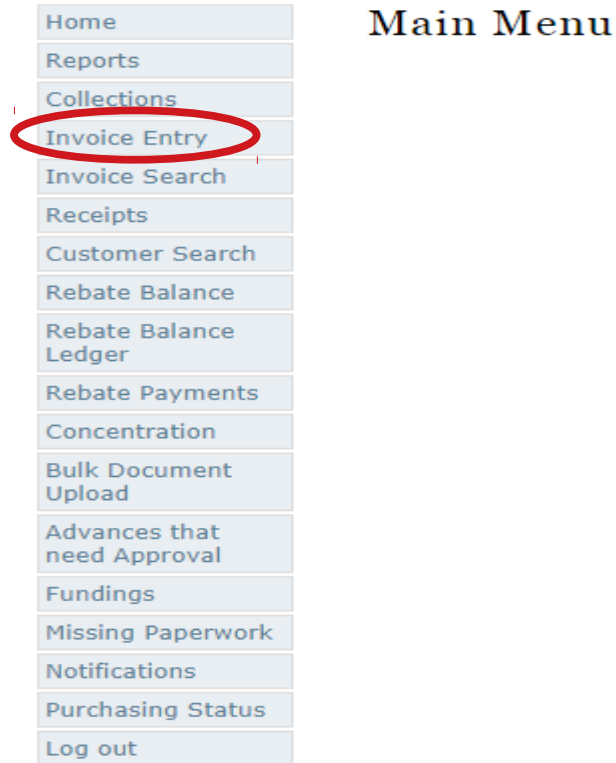 Main Menu
Home
Reports
Collections
Invoice Entry
Invoice Search
Receipts
Customer Search
Rebate Balance
Rebate Balance
Ledger
Rebate Payments
Concentration
Bulk Document
Upload
Advances that
need Approval
Fundings
Missing Paperwork
Notifications
Purchasing Status
Log out